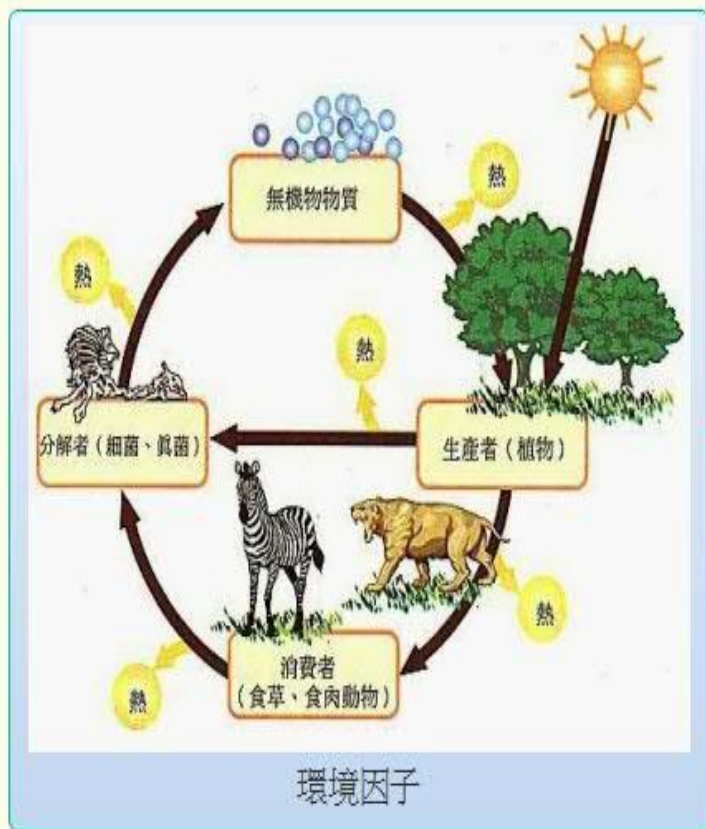 無機物物質
熱
熱
熱
分解者（細菌、真菌）
生產者（植物）
熱
熱
消費者
（食草、食肉動物）
環境因子